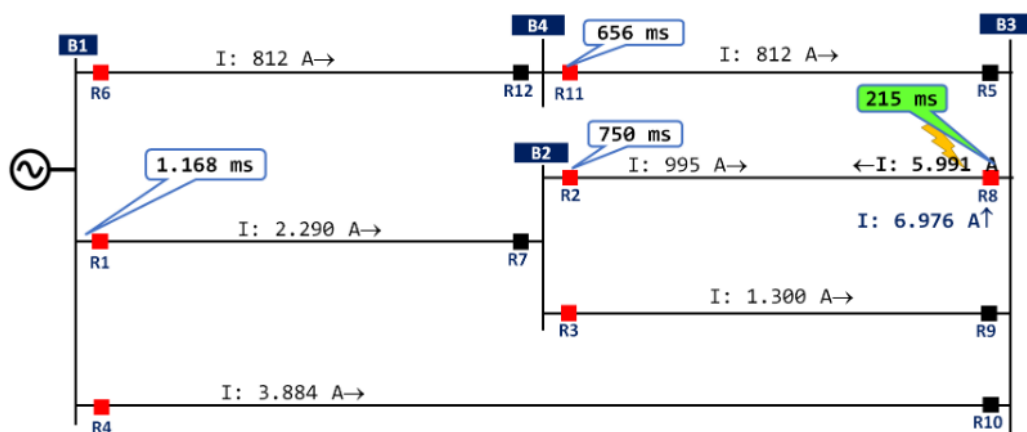 B4
B1
656 ms
B3
I: 812 A→
I: 812 A→
R6
R12
R11
R5
215 ms
750 ms
1.168 ms
B2
I: 995 A→
←I: 5.991 A
R2
R8
I: 6.976 A↑
I: 2.290 A→
R1
R7
I: 1.300 A→
R3
R9
I: 3.884 A→
R4
R10